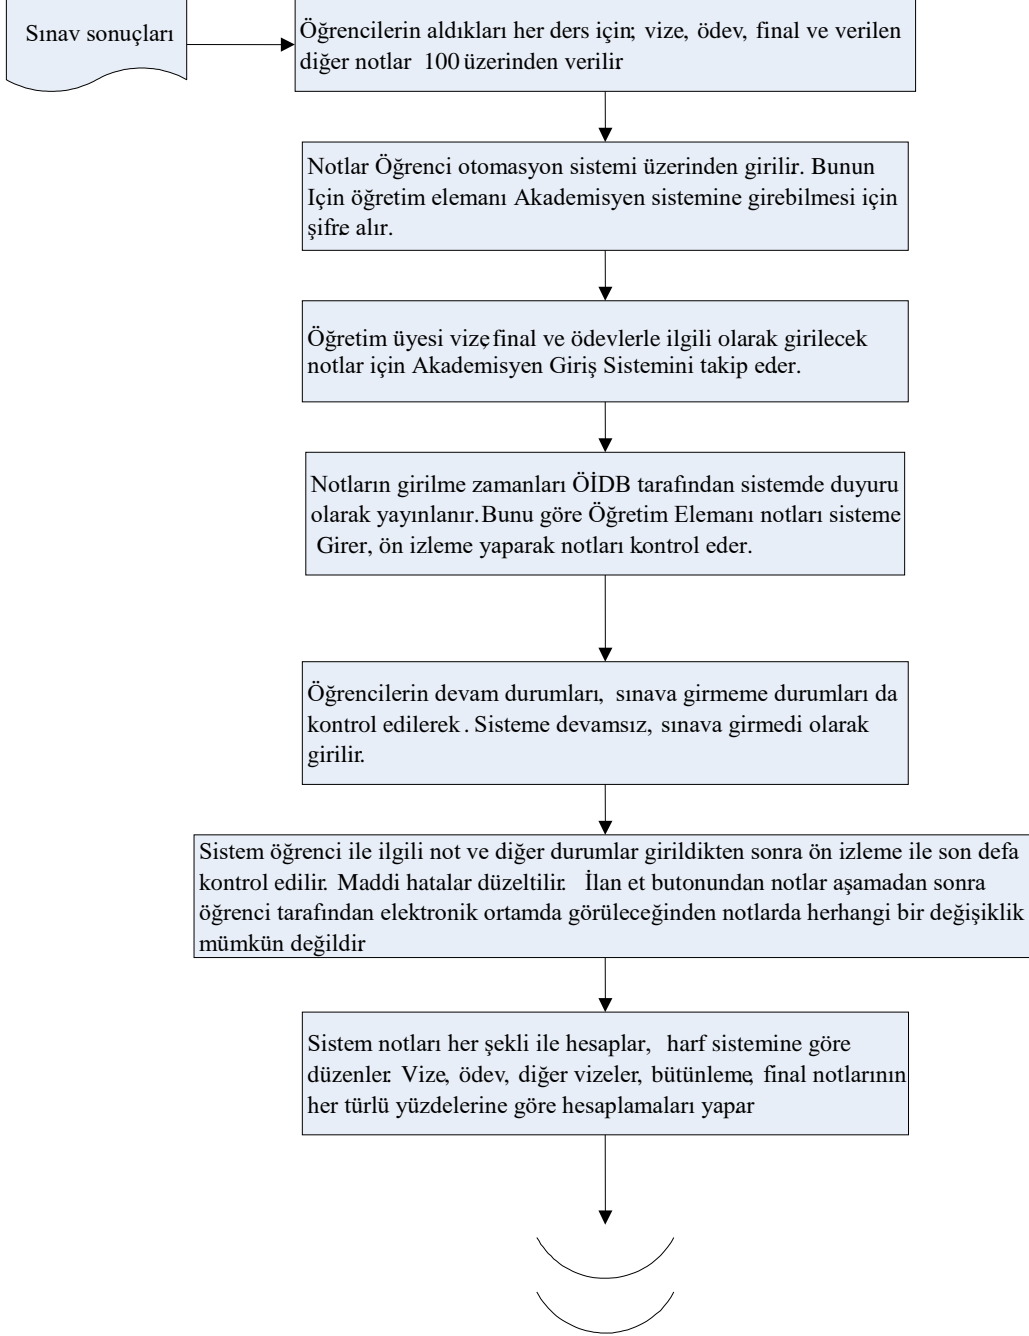 Sınav sonuçları
Öğrencilerin aldıkları her ders için; vize, ödev, final ve verilen
diğer notlar 100 üzerinden verilir.
Notlar Öğrenci otomasyon sistemi üzerinden girilir. Bunun
Için öğretim elemanı Akademisyen sistemine girebilmesi için
şifre alır.
Öğretim üyesi vize, final ve ödevlerle ilgili olarak girilecek
notlar için Akademisyen Giriş Sistemini takip eder.
Notların girilme zamanları ÖİDB tarafından sistemde duyuru
olarak yayınlanır. Bunu göre Öğretim Elemanı notları sisteme
Girer, ön izleme yaparak notları kontrol eder.
Öğrencilerin devam durumları, sınava girmeme durumları da
kontrol edilerek. Sisteme devamsız, sınava girmedi olarak
girilir.
Sistem öğrenci ile ilgili not ve diğer durumlar girildikten sonra ön izleme ile son defa
kontrol edilir. Maddi hatalar düzeltilir. İlan et butonundan notlar aşamadan sonra
öğrenci tarafından elektronik ortamda görüleceğinden notlarda herhangi bir değişiklik
mümkün değildir.
Sistem notları her şekli ile hesaplar, harf sistemine göre
düzenler. Vize, ödev, diğer vizeler, bütünleme, final notlarının
her türlü yüzdelerine göre hesaplamaları yapar.